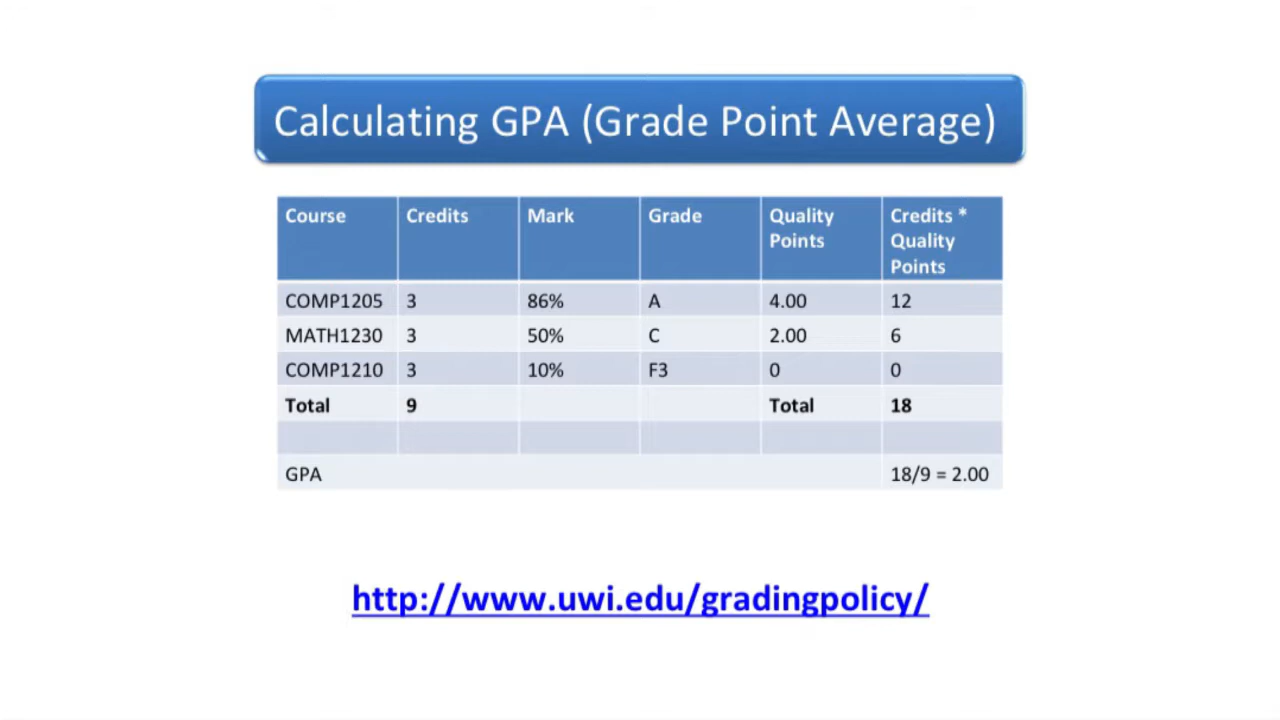 Calculating GPA (Grade Point Average)
Course Credits Mark Grade Quality Points Credits * Quality Points
COMP1205 3 86% A 4.00 12
MATH1230 3 50% C 2.00 6
COMP1210 3 10% F3 0 0
Total 9 Total 18
GPA 18/9 = 2.00
http://www.uwi.edu/gradingpolicy/